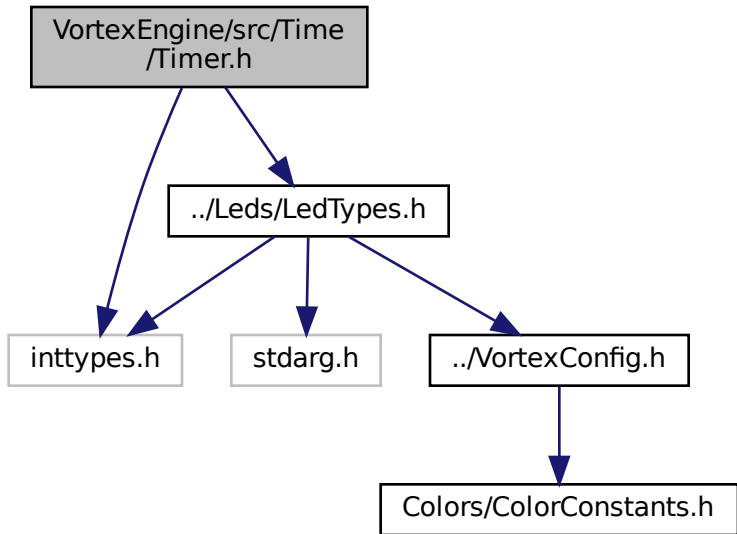 VortexEngine/src/Time
/Timer.h
../Leds/LedTypes.h
inttypes.h
stdarg.h
../VortexConfig.h
Colors/ColorConstants.h